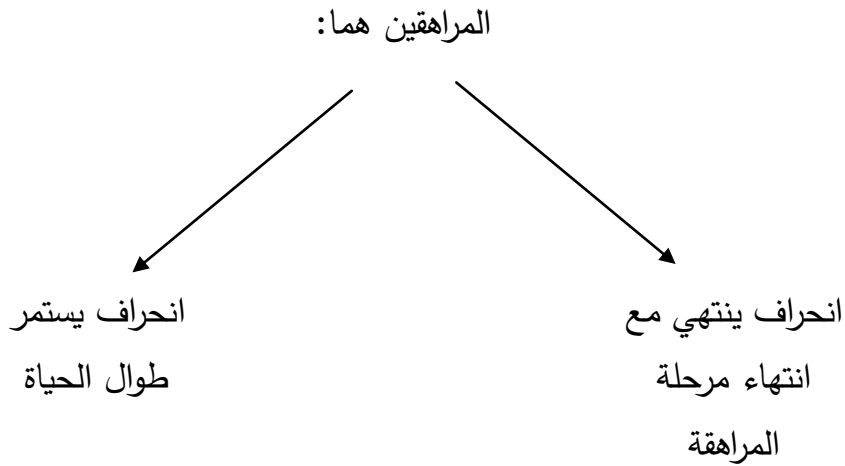 المراهقين هما:
انحراف ينتهي مع
انتهاء مرحلة
المراهقة
انحراف يستمر
طوال الحياة